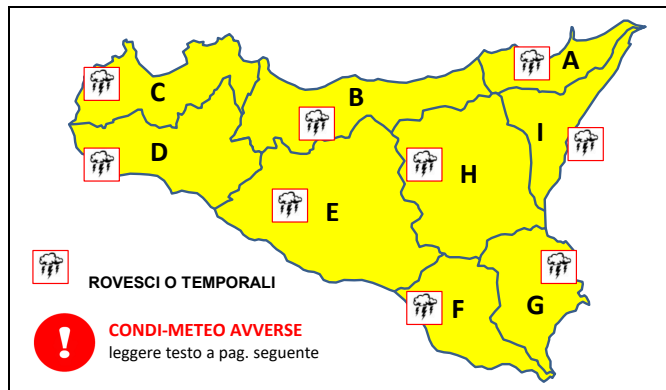 A
B
C
I
D
H
E
ROVESCI O TEMPORALI
F
G
!
CONDI-METEO AVVERSE
leggere testo a pag. seguente